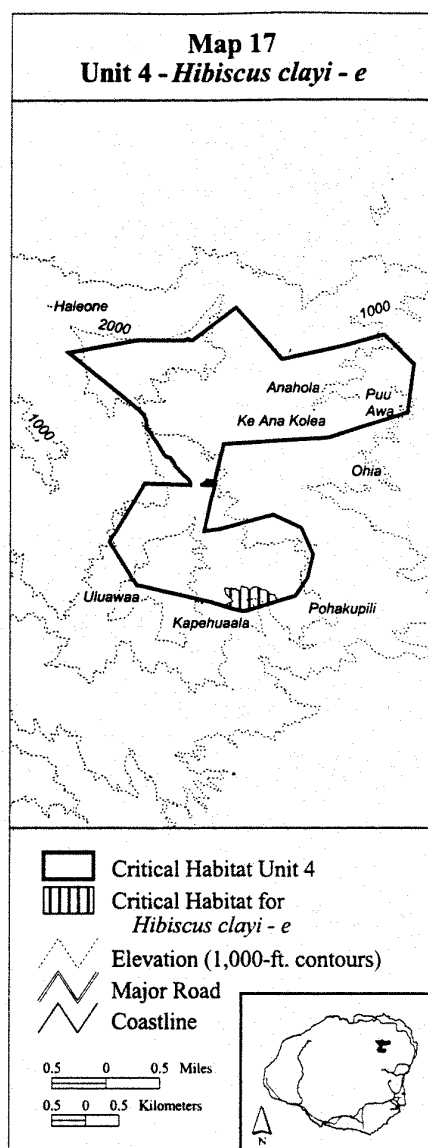 Map 17
Unit 4 - Hibiscus clayi - e
Haleone
2000
1000
Anahola
Puu
Awa
Ke Ana Kolea
1000
Ohia
Uluawaa
Kapehuaala
Pohakupili
Critical Habitat Unit 4
Critical Habitat for
Hibiscus clayi - e
Elevation (1,000-ft. contours)
Major Road
Coastline
0.5 0 0.5 Miles
0.5 0 0.5 Kilometers
N